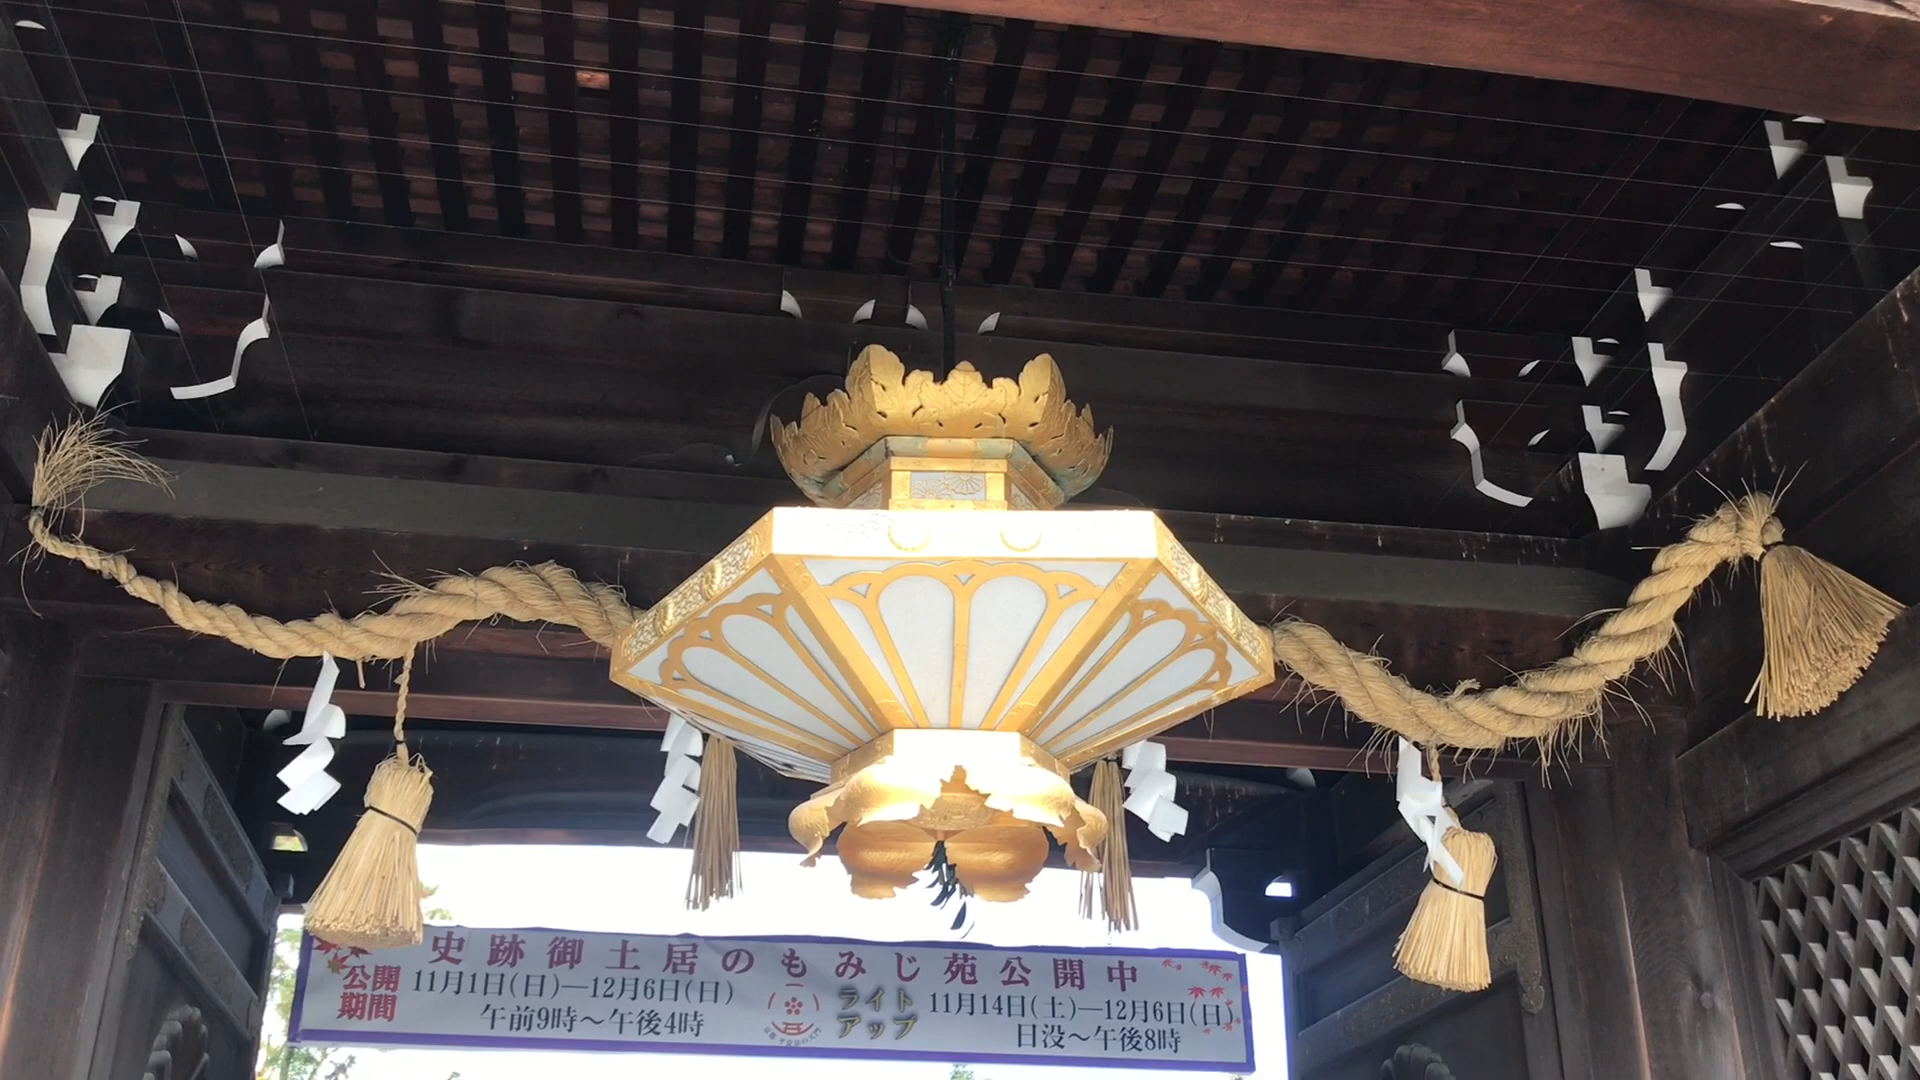 史跡御土居のもみじ苑公開中
公開期間
11月1日(日)―12月6日(日)
午前9時～午後4時
ライトアップ
11月14日(土)―12月6日(日)
日没～午後8時